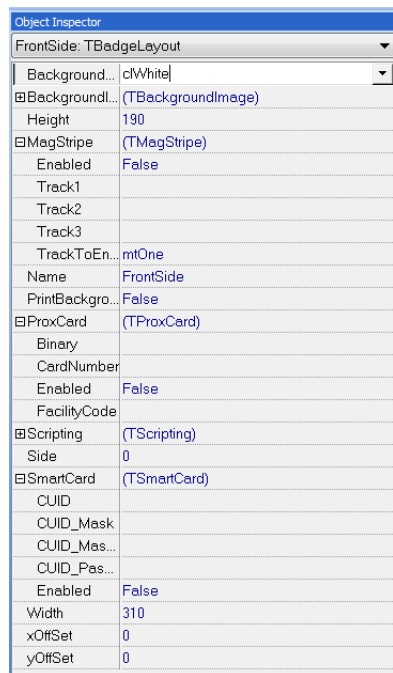 Object Inspector
FrontSide: TBadgeLayout
Background... clWhite
BackgroundI... (TBackgroundImage)
Height 190
MagStripe (TMagStripe)
Enabled False
Track1
Track2
Track3
TrackToEn... mtOne
Name FrontSide
PrintBackgro... False
ProxCard (TProxCard)
Binary
CardNumber
Enabled False
FacilityCode
Scripting (TScripting)
Side 0
SmartCard (TSmartCard)
CUID
CUID_Mask
CUID_Mas...
CUID_Pas...
Enabled False
Width 310
xOffSet 0
yOffSet 0